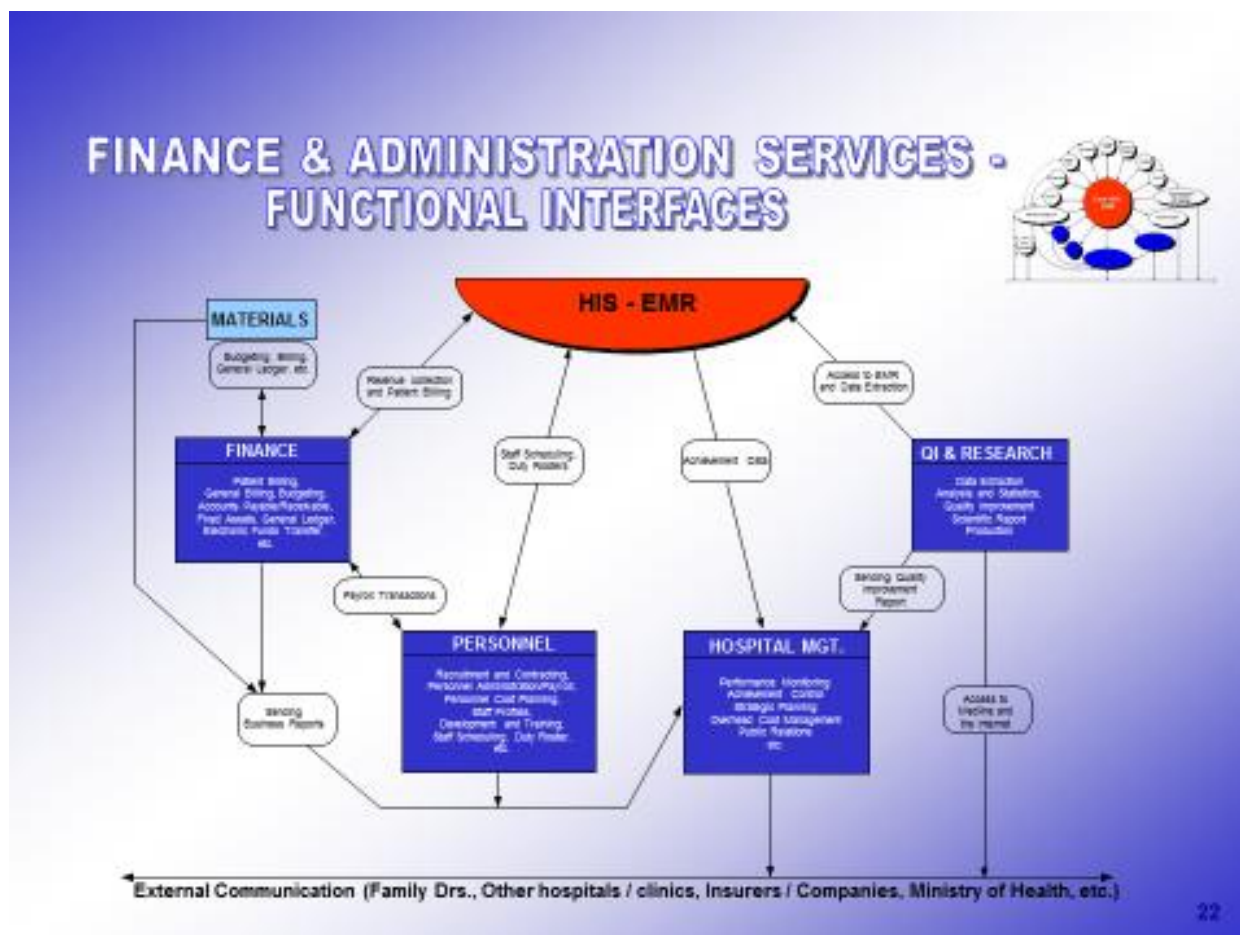 FINANCE & ADMINISTRATION SERVICES -
FUNCTIONAL INTERFACES
HIS - EMR
MATERIALS
Budgeting, Billing,
General Ledger, etc.
Revenue collection
and Patient Billing
Access to EMR
and Data Extraction
FINANCE
Patient Billing,
General Billing, Budgeting,
Accounts Payable/Receivable,
Fixed Assets, General Ledger,
Electronic Funds Transfer,
etc.
Staff Scheduling,
Duty Rosters
Achievement Data
QI & RESEARCH
Data Extraction
Analysis and Statistics,
Quality Improvement
Scientific Report
Production
Payroll Transactions
Sending Quality
Improvement
Report
PERSONNEL
Recruitment and Contracting,
Personnel Administration/Payroll,
Personnel Cost Planning,
Staff Profiles,
Development and Training,
Staff Scheduling, Duty Roster,
etc.
HOSPITAL MGT.
Performance Monitoring
Achievement Control
Strategic Planning
Overhead Cost Management
Public Relations
etc
Sending
Business Reports
Access to
Medline and
the Internet
External Communication (Family Drs., Other hospitals / clinics, Insurers / Companies, Ministry of Health, etc.)
22